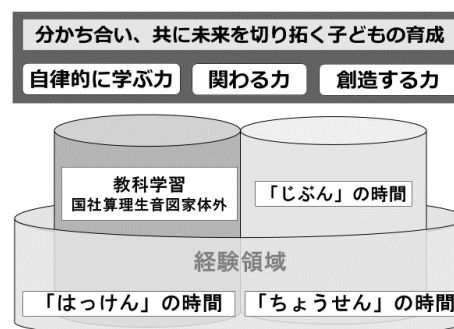 分かち合い、共に未来を切り拓く子どもの育成
自律的に学ぶ力
関わる力
創造する力
教科学習
国社算理生音図家体外
「じぶん」の時間
経験領域
「はっけん」の時間
「ちょうせん」の時間